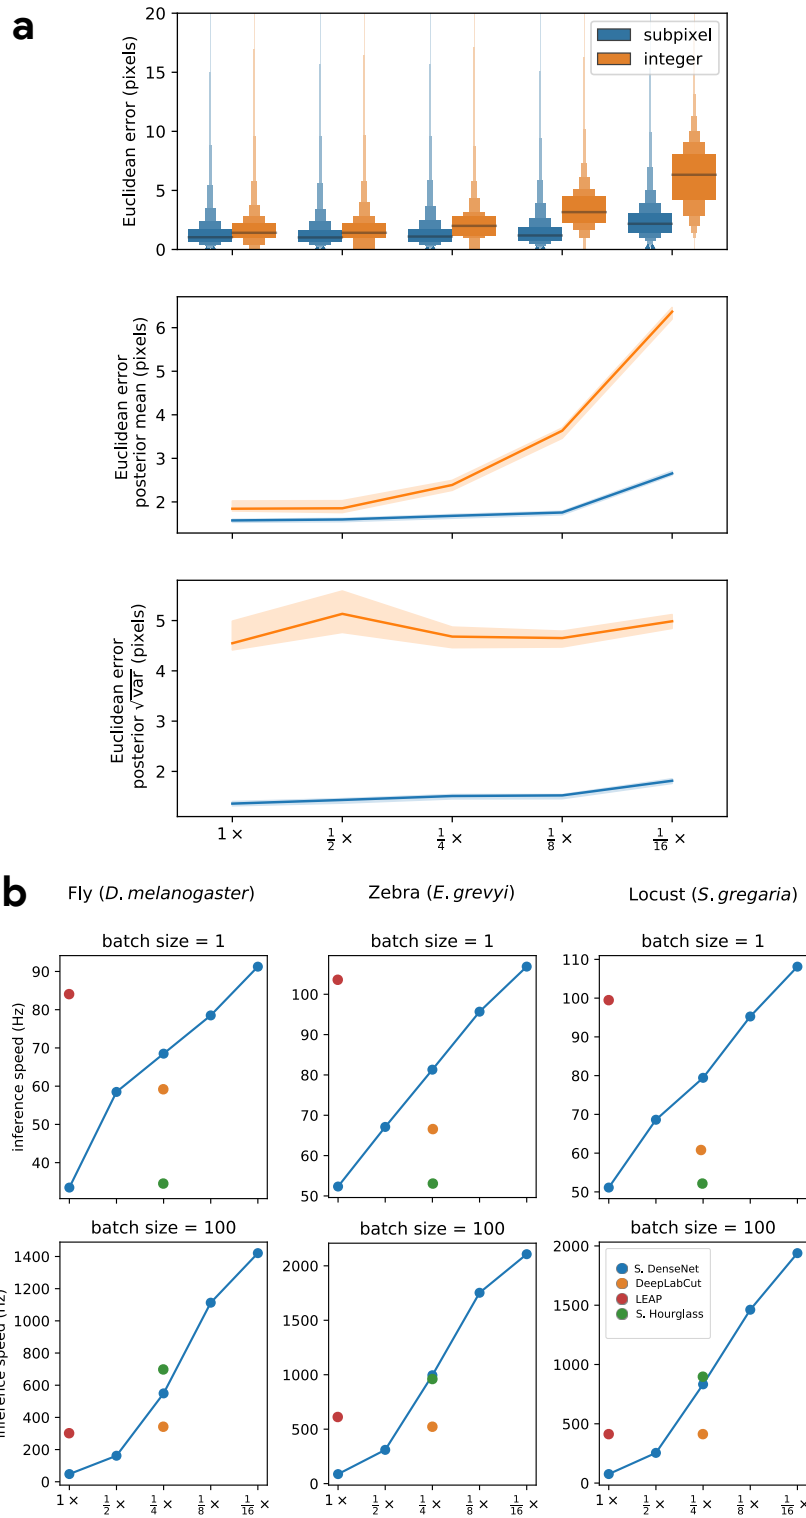 a
Euclidean error (pixels)
20
15
10
5
0
subpixel
integer
Euclidean error
posterior mean (pixels)
6
5
4
3
2
Euclidean error
posterior √var (pixels)
5
4
3
2
1 × 1/2 × 1/4 × 1/8 × 1/16 ×
b
Fly (D. melanogaster) Zebra (E. grevyi) Locust (S. gregaria)
batch size = 1 batch size = 1 batch size = 1
inference speed (Hz)
90
80
70
60
50
40
100
90
80
70
60
50
110
100
90
80
70
60
50
batch size = 100 batch size = 100 batch size = 100
inference speed (Hz)
1400
1200
1000
800
600
400
200
0
2000
1500
1000
500
0
2000
1500
1000
500
0
S. DenseNet
DeepLabCut
LEAP
S. Hourglass
1 × 1/2 × 1/4 × 1/8 × 1/16 × 1 × 1/2 × 1/4 × 1/8 × 1/16 × 1 × 1/2 × 1/4 × 1/8 × 1/16 ×